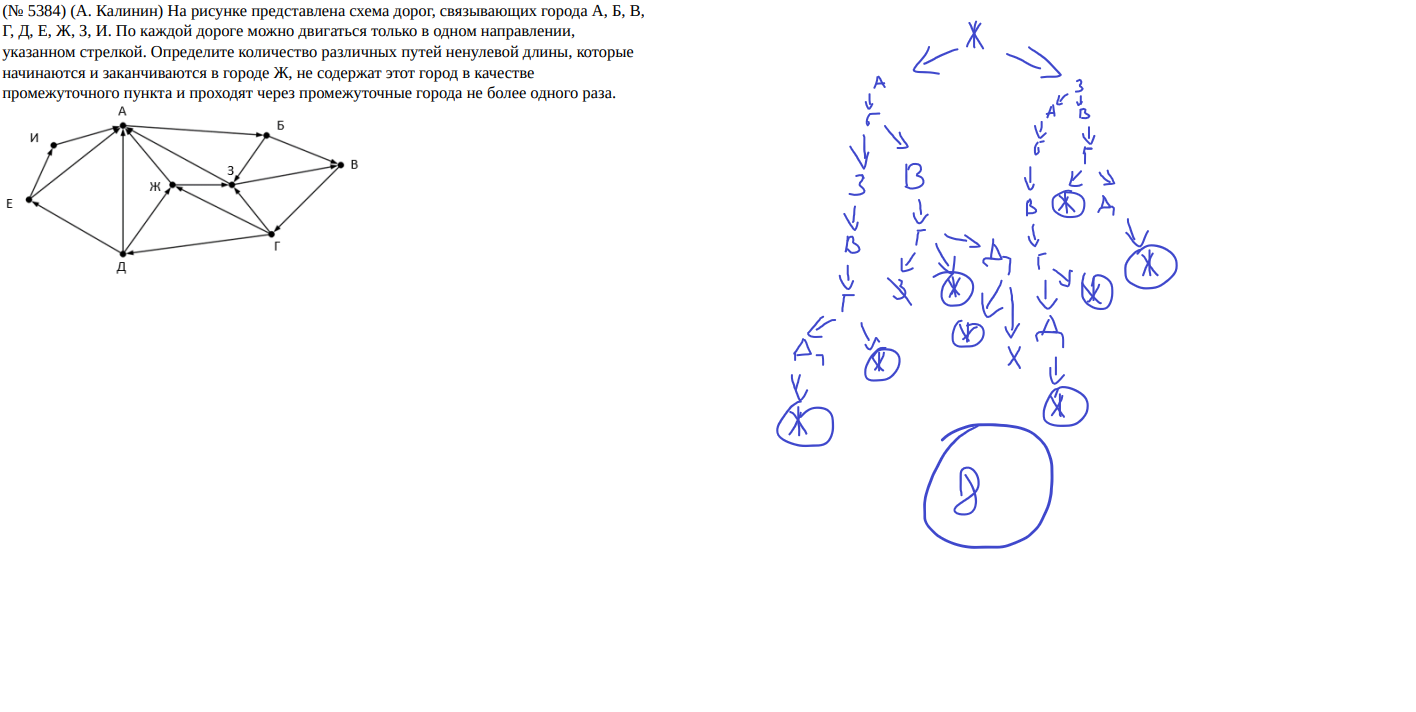 (№ 5384) (А. Калинин) На рисунке представлена схема дорог, связывающих города А, Б, В,
Г, Д, Е, Ж, З, И. По каждой дороге можно двигаться только в одном направлении,
указанном стрелкой. Определите количество различных путей ненулевой длины, которые
начинаются и заканчиваются в городе Ж, не содержат этот город в качестве
промежуточного пункта и проходят через промежуточные города не более одного раза.
А
Б
И
В
З
Ж
Е
Г
Д
Ж
А З
А В
Б Г
З В
В Ж Д
В Г
Г З Ж Д Г Ж Ж
Д Ж Ж Х Д
Ж Ж
8